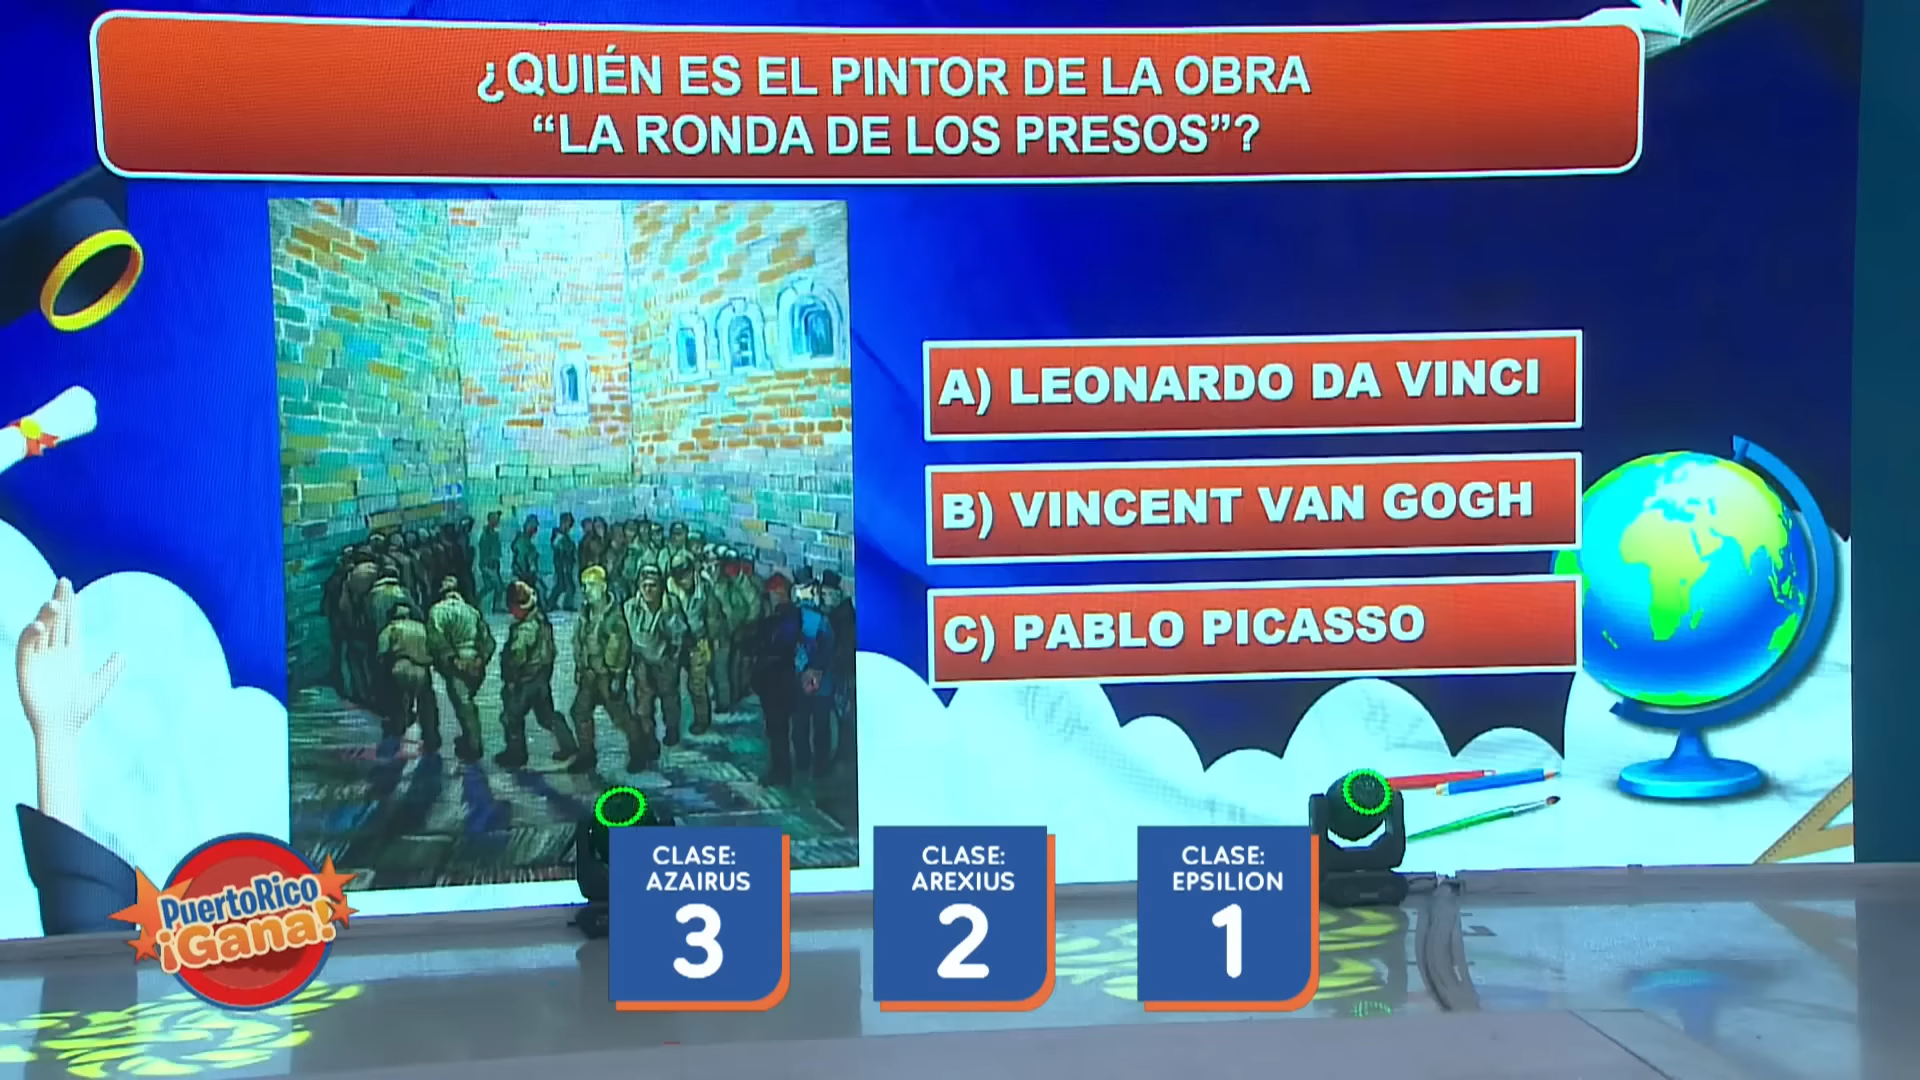 ¿QUIÉN ES EL PINTOR DE LA OBRA
“LA RONDA DE LOS PRESOS”?
A) LEONARDO DA VINCI
B) VINCENT VAN GOGH
C) PABLO PICASSO
PuertoRico
¡Gana!
CLASE:
AZAIRUS
3
CLASE:
AREXIUS
2
CLASE:
EPSILION
1